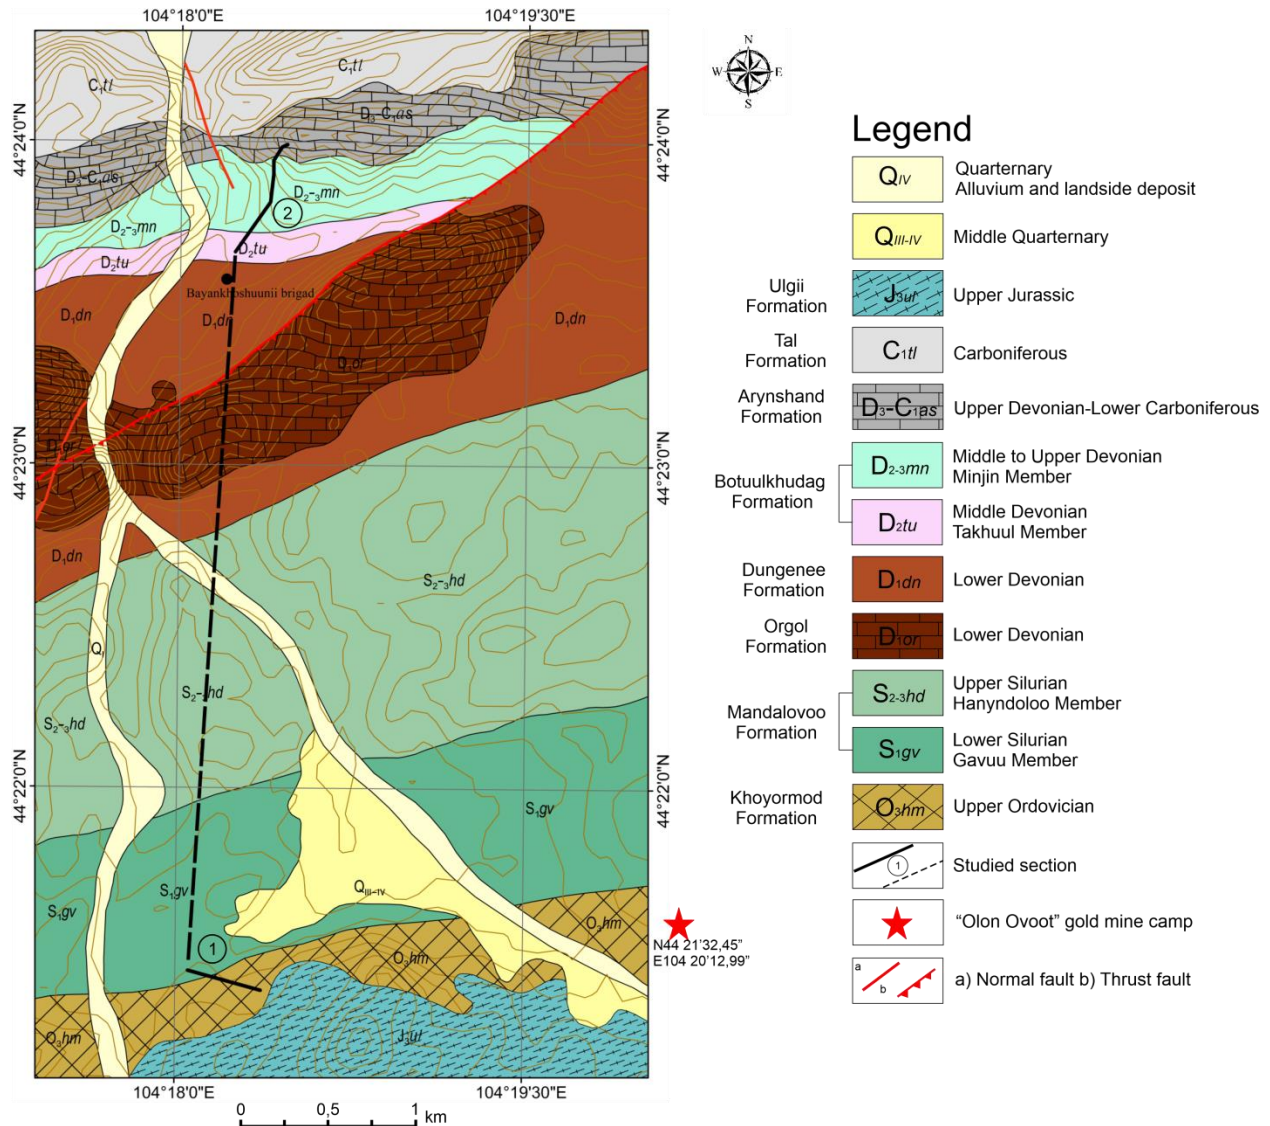 104°18'0"E
104°19'30"E
N
W E
S
44°24'0"N
44°24'0"N
44°23'0"N
44°23'0"N
44°22'0"N
44°22'0"N
C₁tl
C₁tl
D₃-C₁as
D₃-C₁as
D₂-₃mn
D₂-₃mn
2
D₂tu
D₂tu
Bayankhoshuunii brigad
D₁dn
D₁dn
D₁dn
D₁or
D₁or
D₁dn
S₂-₃hd
Q
S₂-₃hd
S₂-₃hd
S₁gv
S₁gv
S₁gv
Q III-IV
1
O₃hm
O₃hm
O₃hm
J₃ul
N44 21'32,45"
E104 20'12,99"
104°18'0"E
104°19'30"E
0 0,5 1 km
Legend
QIV
Quarternary
Alluvium and landside deposit
QIII-IV
Middle Quarternary
Ulgii
Formation
J₃ul
Upper Jurassic
Tal
Formation
C₁tl
Carboniferous
Arynshand
Formation
D₃-C₁as
Upper Devonian-Lower Carboniferous
Botuulkhudag
Formation
D₂-₃mn
Middle to Upper Devonian
Minjin Member
D₂tu
Middle Devonian
Takhuul Member
Dungenee
Formation
D₁dn
Lower Devonian
Orgol
Formation
D₁or
Lower Devonian
Mandalovoo
Formation
S₂-₃hd
Upper Silurian
Hanyndoloo Member
S₁gv
Lower Silurian
Gavuu Member
Khoyormod
Formation
O₃hm
Upper Ordovician
1
Studied section
"Olon Ovoot" gold mine camp
a
b
a) Normal fault b) Thrust fault